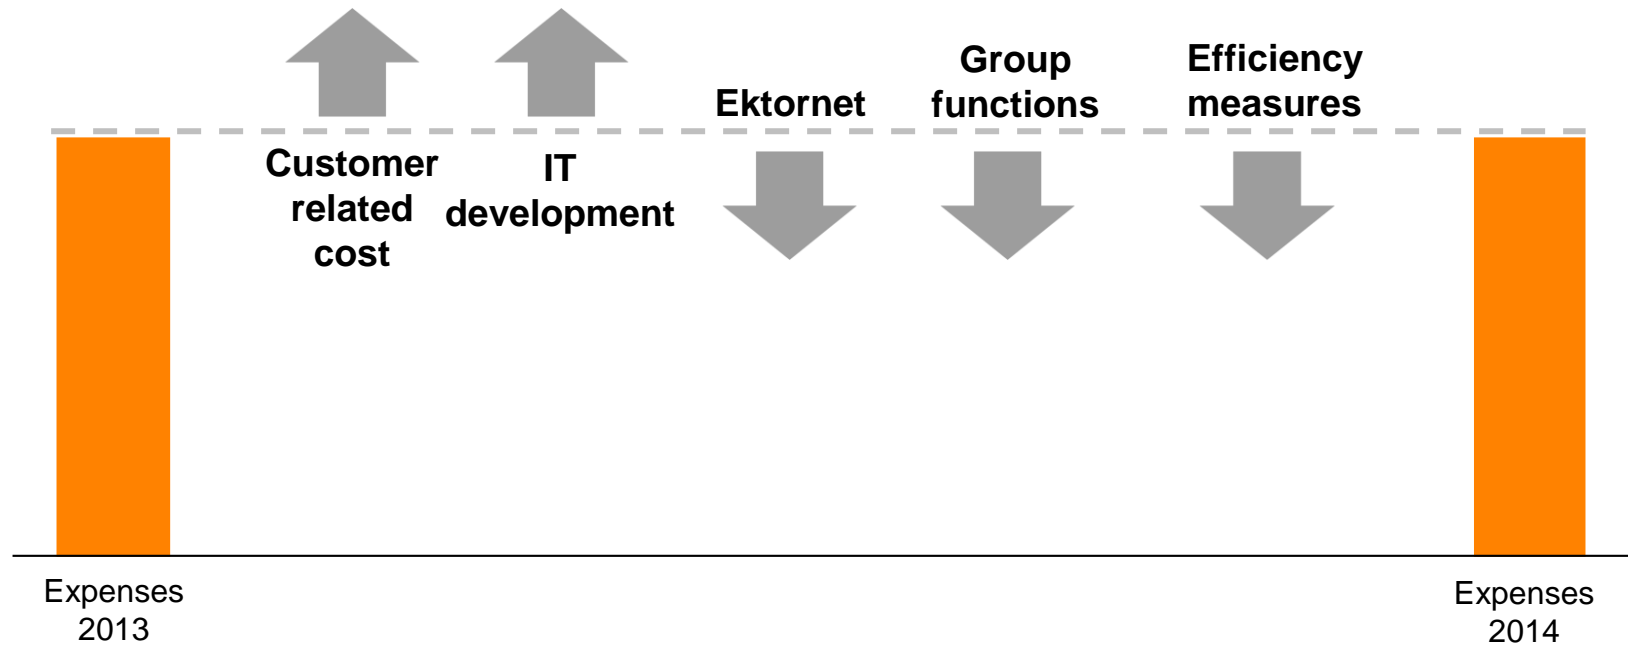 Customer
related
cost
IT
development
Ektornet
Group
functions
Efficiency
measures
Expenses
2013
Expenses
2014